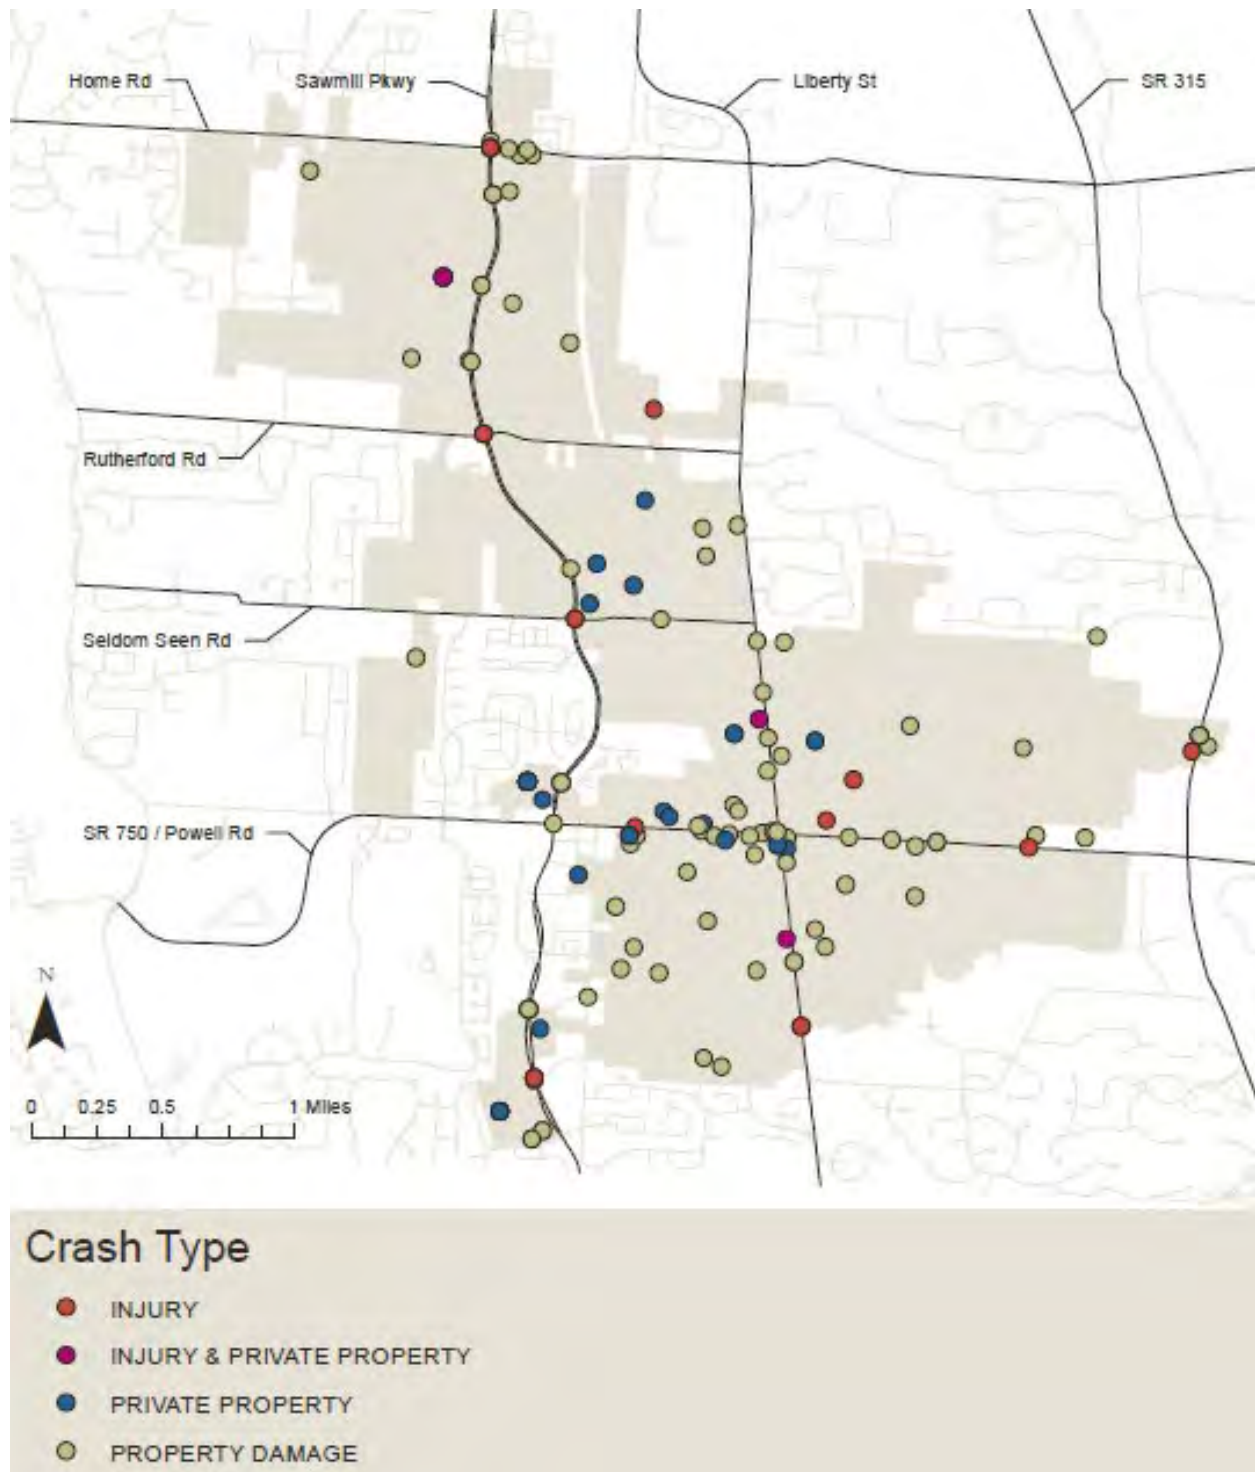 Home Rd
Sawmill Pkwy
Liberty St
SR 315
Rutherford Rd
Seldom Seen Rd
SR 750 / Powell Rd
N
0 0.25 0.5 1 Miles
Crash Type
INJURY
INJURY & PRIVATE PROPERTY
PRIVATE PROPERTY
PROPERTY DAMAGE